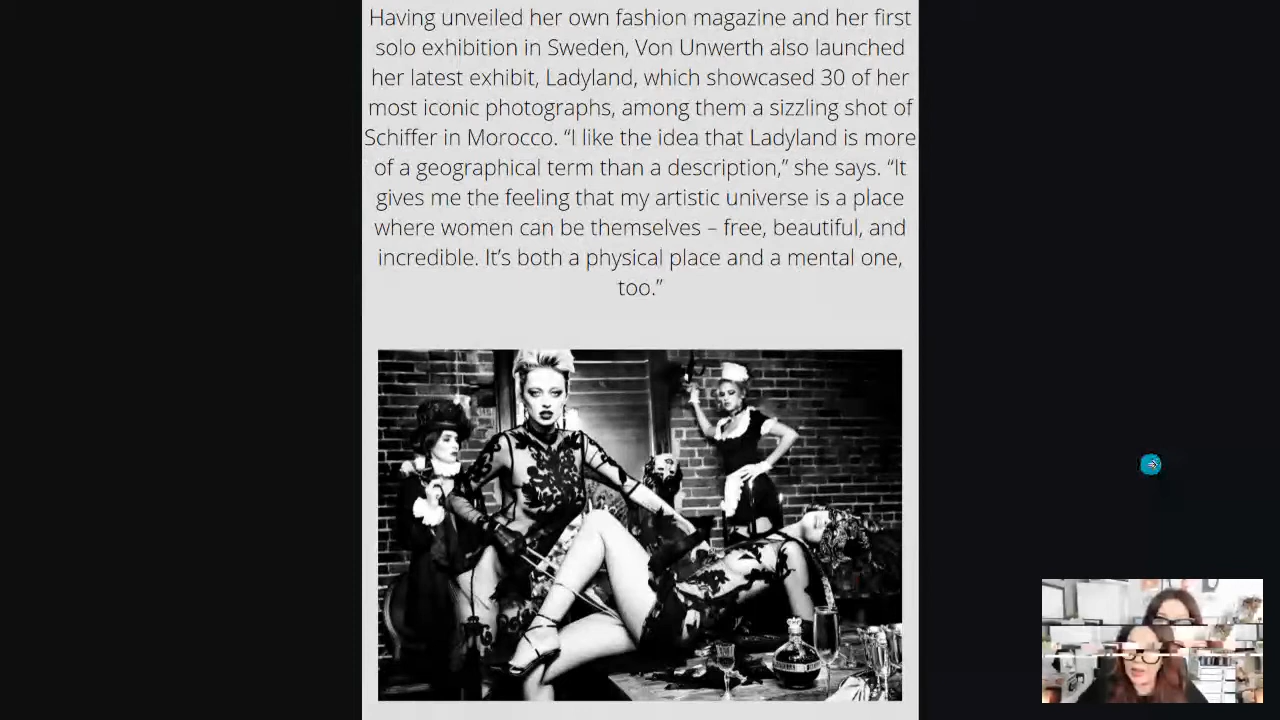 Having unveiled her own fashion magazine and her first
solo exhibition in Sweden, Von Unwerth also launched
her latest exhibit, Ladyland, which showcased 30 of her
most iconic photographs, among them a sizzling shot of
Schiffer in Morocco. “I like the idea that Ladyland is more
of a geographical term than a description,” she says. “It
gives me the feeling that my artistic universe is a place
where women can be themselves – free, beautiful, and
incredible. It’s both a physical place and a mental one,
too.”